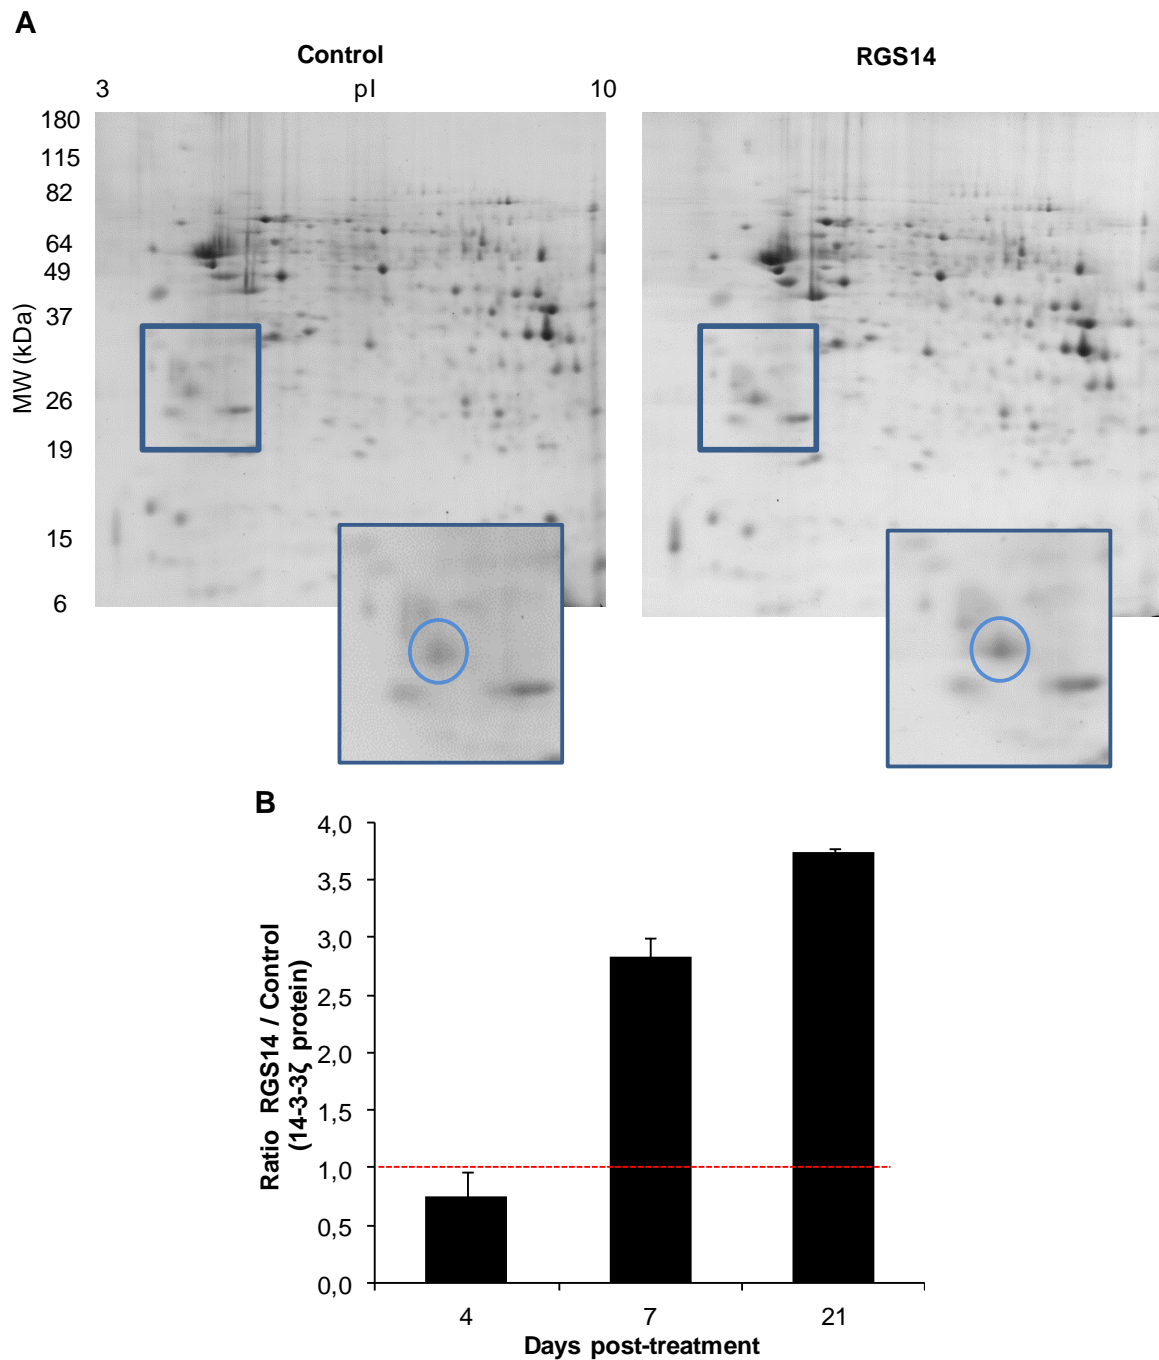 A
Control
RGS14
3
pI
10
180
115
82
64
49
37
26
19
15
6
MW (kDa)
B
4,0
3,5
3,0
2,5
2,0
1,5
1,0
0,5
0,0
Ratio RGS14 / Control
(14-3-3ζ protein)
4
7
21
Days post-treatment